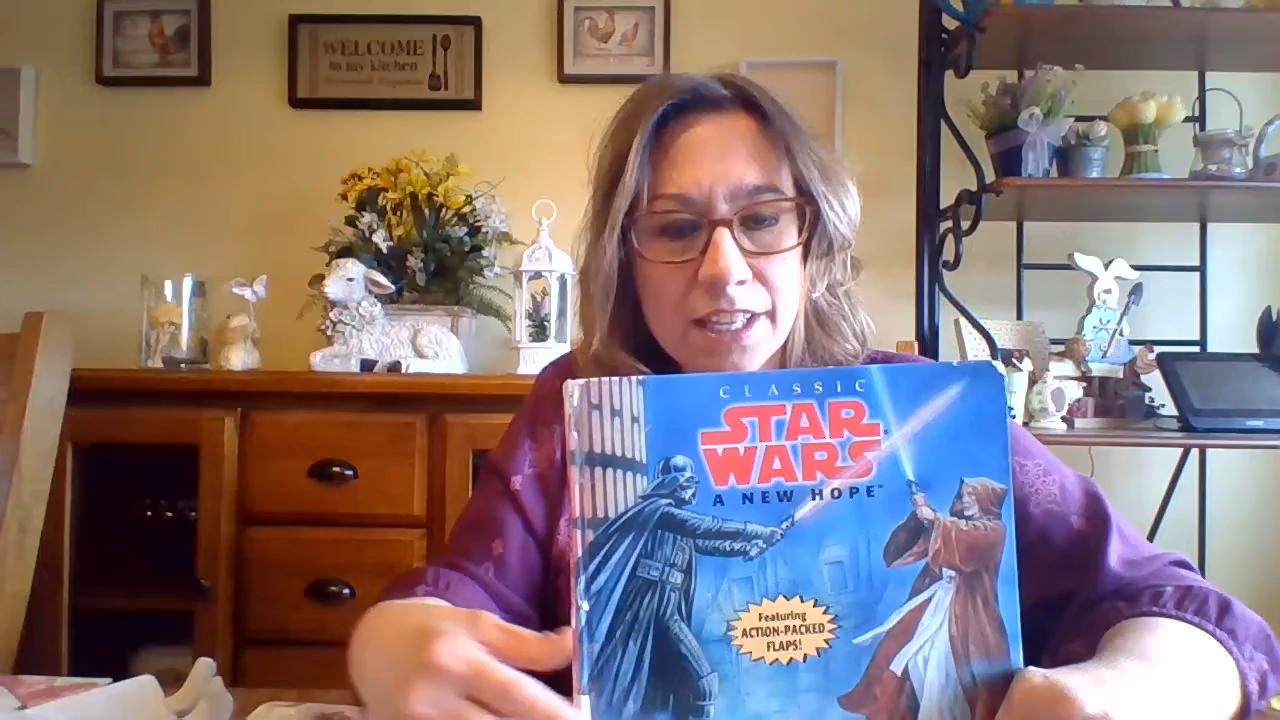 WELCOME
to my kitchen
CLASSIC
STAR
WARS
A NEW HOPE™
Featuring
ACTION-PACKED
FLAPS!